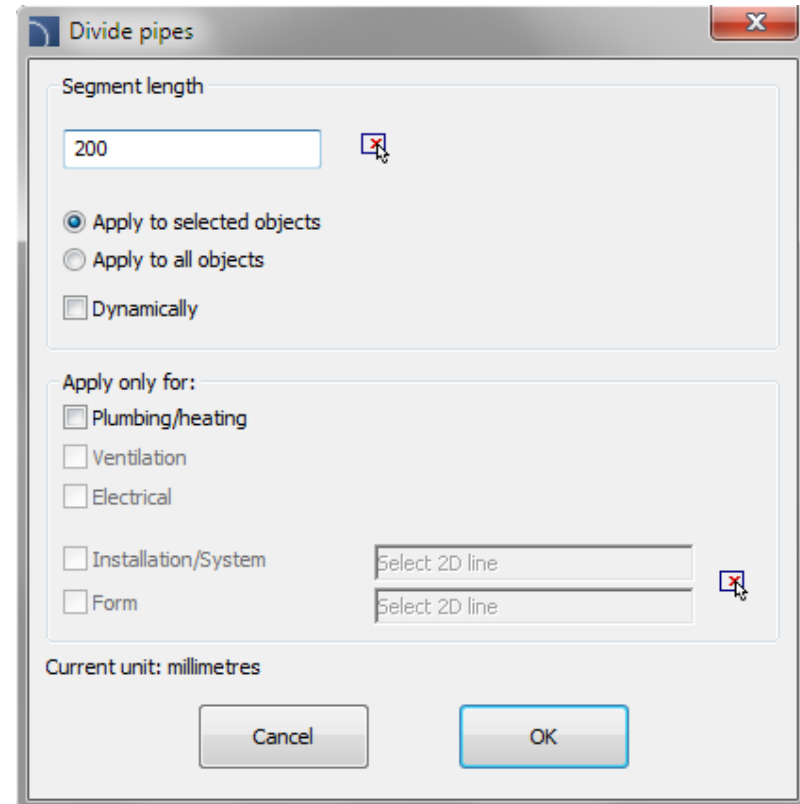 Divide pipes
Segment length
200
Apply to selected objects
Apply to all objects
Dynamically
Apply only for:
Plumbing/heating
Ventilation
Electrical
Installation/System Select 2D line
Form Select 2D line
Current unit: millimetres
Cancel OK